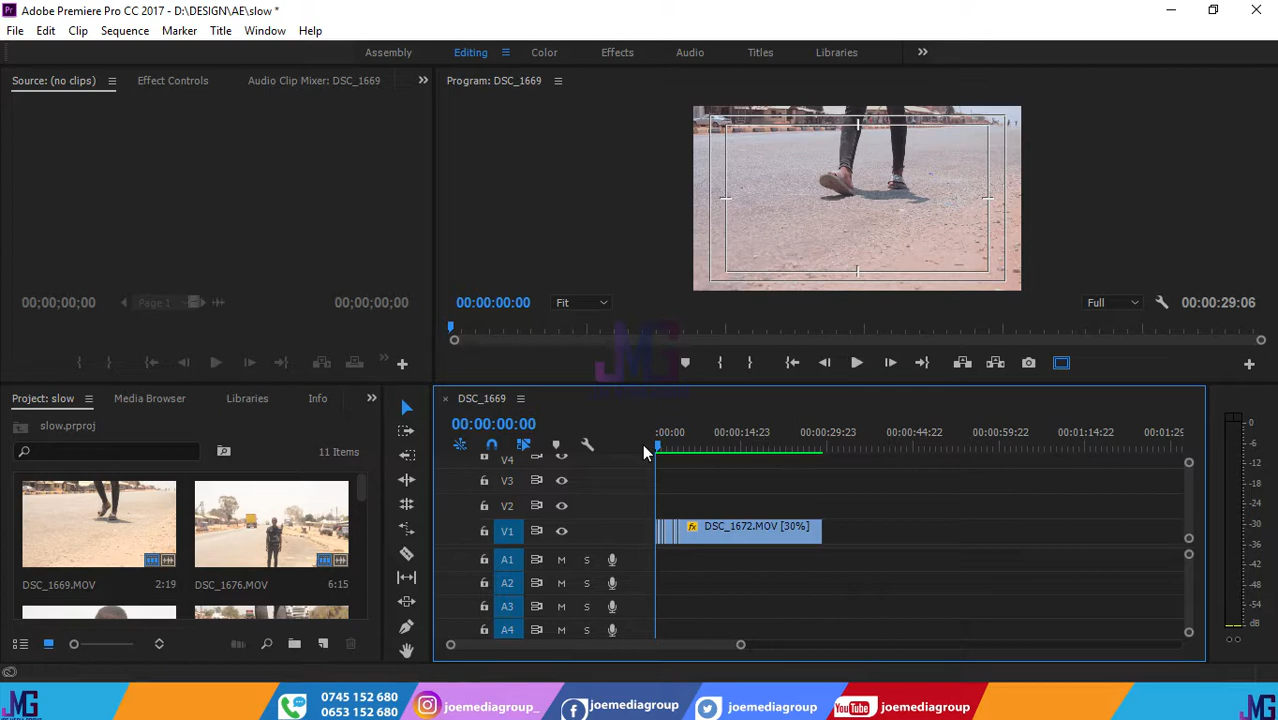 Pr Adobe Premiere Pro CC 2017 - D:\DESIGN\AE\slow *
File Edit Clip Sequence Marker Title Window Help
Assembly Editing Color Effects Audio Titles Libraries
Source: (no clips) Effect Controls Audio Clip Mixer: DSC_1669
Program: DSC_1669
00;00;00;00 Page 1 00;00;00;00
00:00:00:00 Fit Full 00:00:29:06
JMG
Project: slow Media Browser Libraries Info
slow.prproj
11 Items
DSC_1669.MOV 2:19
DSC_1676.MOV 6:15
DSC_1669
00:00:00:00
:00:00 00:00:14:23 00:00:29:23 00:00:44:22 00:00:59:22 00:01:14:22 00:01:29
V4
V3
V2
V1 fx DSC_1672.MOV [30%]
A1 M S
A2 M S
A3 M S
A4 M S
0
-6
-12
-18
-24
-30
-36
-42
-48
-54
dB
JMG
0745 152 680
0653 152 680
joemediagroup_
joemediagroup
joemediagroup
You Tube joemediagroup
JMG